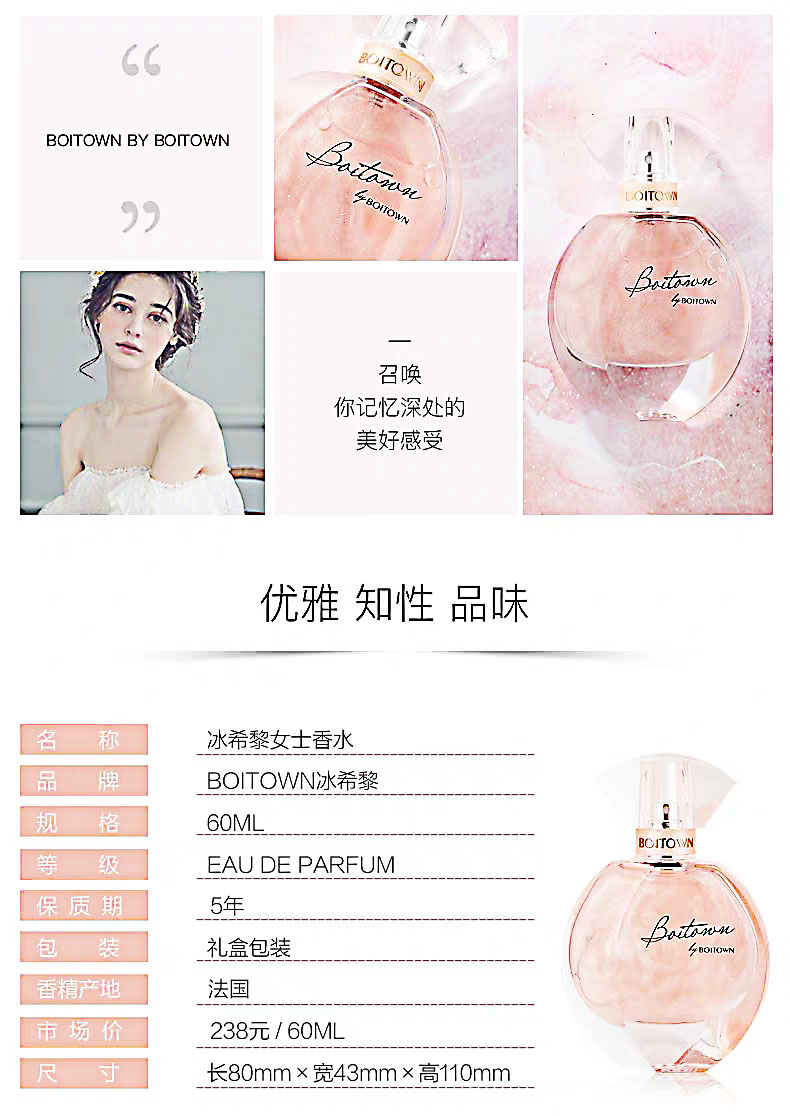 “
BOITOWN BY BOITOWN
”
BOITOWN
Boitown
by BOITOWN
BOITOWN
Boitown
by BOITOWN
召唤
你记忆深处的
美好感受
优雅 知性 品味
名称 冰希黎女士香水
品牌 BOITOWN冰希黎
规格 60ML
等级 EAU DE PARFUM
保质期 5年
包装 礼盒包装
香精产地 法国
市场价 238元 / 60ML
尺寸 长80mm×宽43mm×高110mm
BOITOWN
Boitown
by BOITOWN